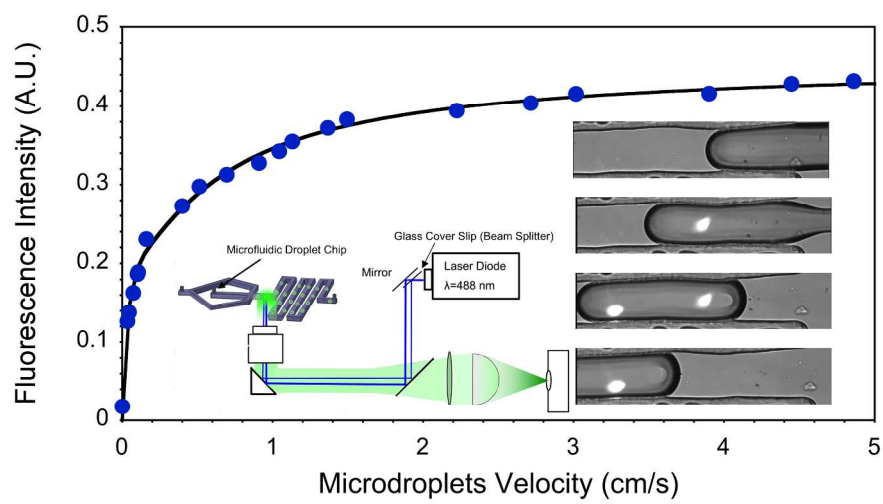 0.5
0.4
0.3
0.2
0.1
0
Fluorescence Intensity (A.U.)
Glass Cover Slip (Beam Splitter)
Microfluidic Droplet Chip
Mirror
Laser Diode
λ=488 nm
0
1
2
3
4
5
Microdroplets Velocity (cm/s)